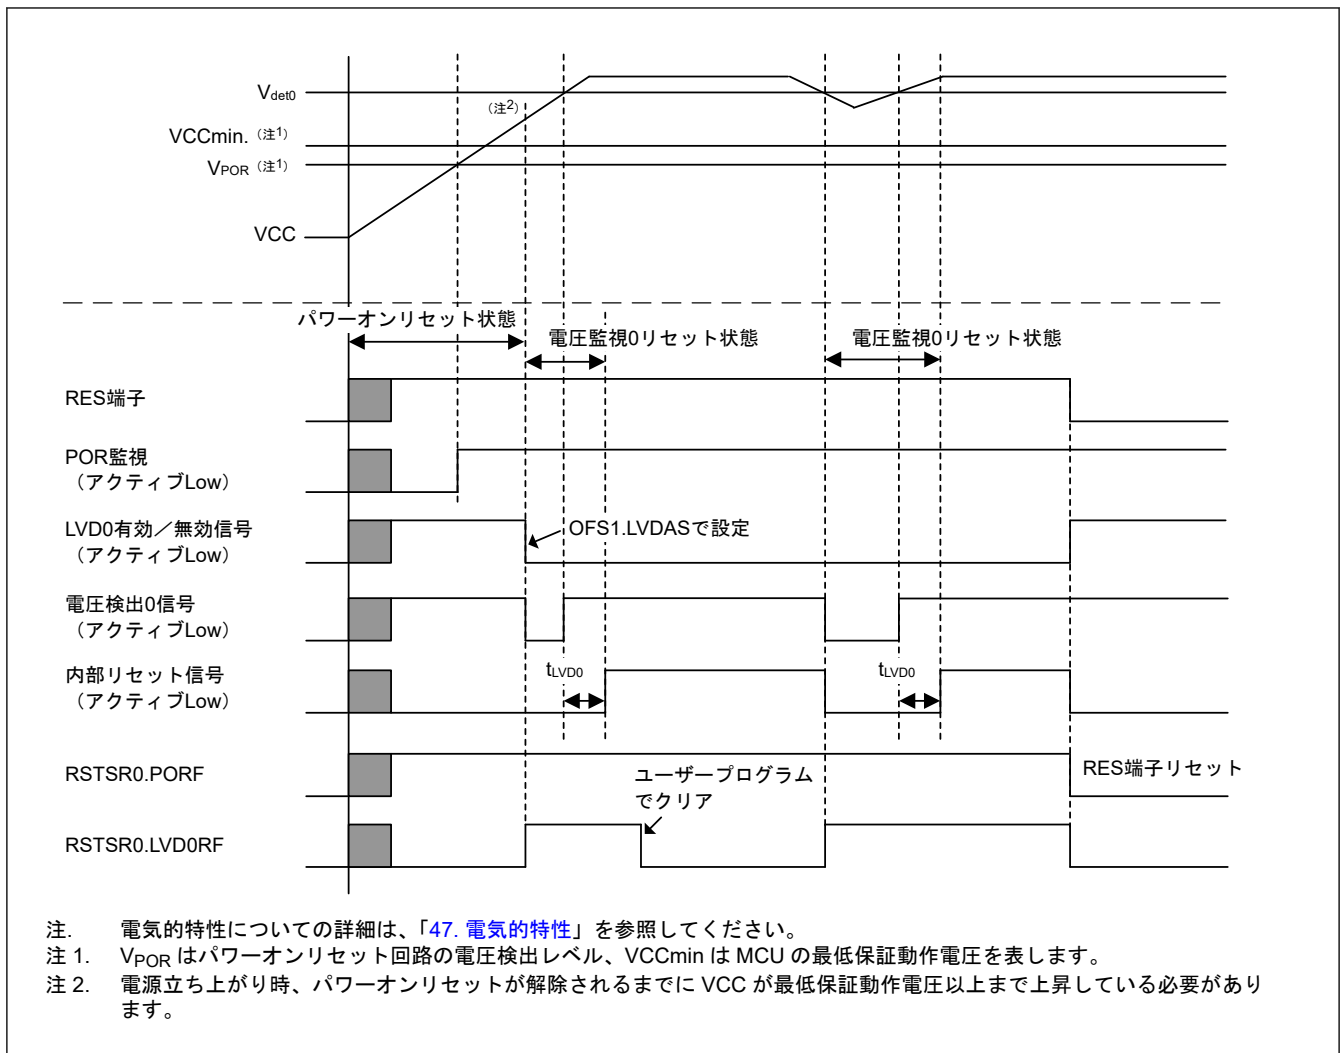 Vdet0
(注2)
VCCmin. (注1)
VPOR (注1)
VCC
パワーオンリセット状態
電圧監視0リセット状態
電圧監視0リセット状態
RES端子
POR監視
（アクティブLow）
LVD0有効／無効信号
（アクティブLow）
OFS1.LVDASで設定
電圧検出0信号
（アクティブLow）
内部リセット信号
（アクティブLow）
tLVD0
tLVD0
RSTSR0.PORF
ユーザープログラム
でクリア
RES端子リセット
RSTSR0.LVD0RF
注. 電気的特性についての詳細は、「47. 電気的特性」を参照してください。
注 1. VPOR はパワーオンリセット回路の電圧検出レベル、VCCmin は MCU の最低保証動作電圧を表します。
注 2. 電源立ち上がり時、パワーオンリセットが解除されるまでに VCC が最低保証動作電圧以上まで上昇している必要があり
ます。